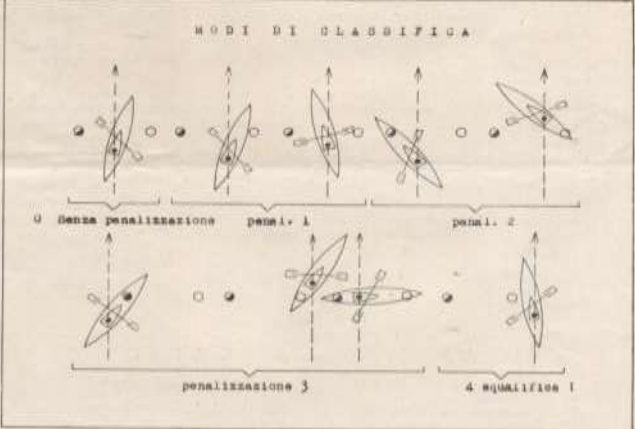 MODI DI CLASSIFICA
0 Senza penalizzazione penal. 1 penal. 2
penalizzazione 3 4 squalifica !